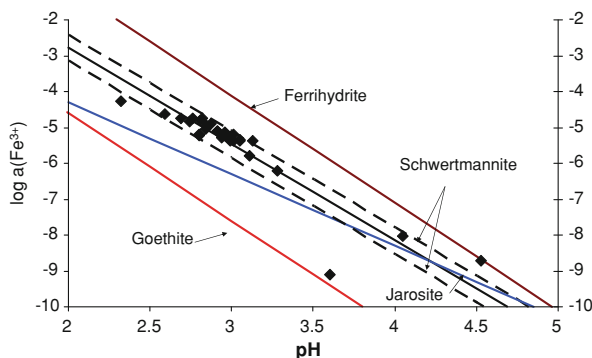 -2
-3
-4
-5
-6
-7
-8
-9
-10
log a(Fe³⁺)
Ferrihydrite
Schwertmannite
Goethite
Jarosite
-2
-3
-4
-5
-6
-7
-8
-9
-10
2 2.5 3 3.5 4 4.5 5
pH